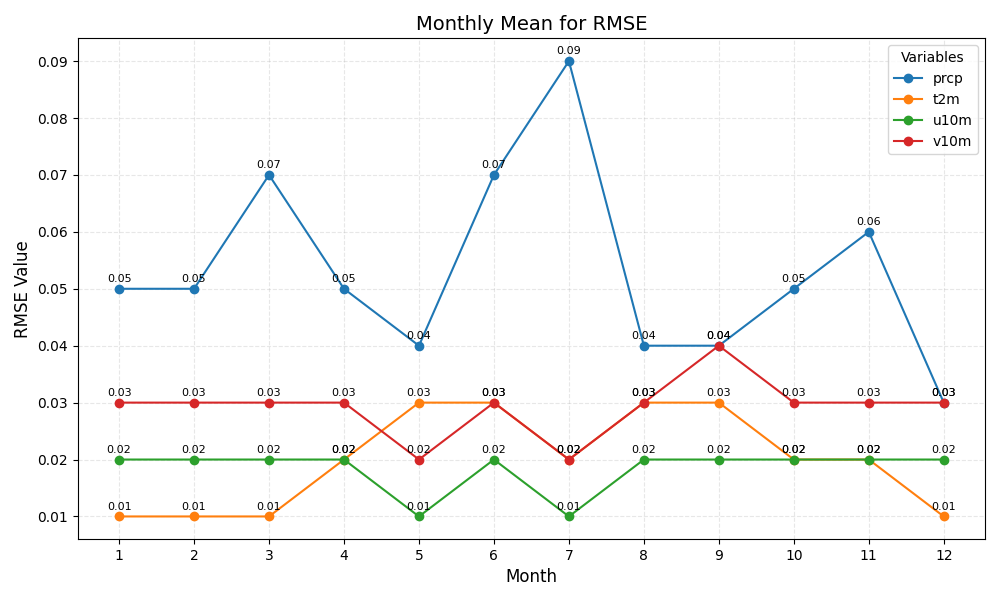 Monthly Mean for RMSE
Variables
prcp
t2m
u10m
v10m
RMSE Value
0.09
0.08
0.07
0.06
0.05
0.04
0.03
0.02
0.01
0.09
0.07 0.07
0.06
0.05 0.05 0.05 0.05
0.04 0.04 0.04 0.04
0.03 0.03 0.03 0.03 0.03 0.03 0.03 0.03 0.03 0.03 0.03
0.02 0.02 0.02 0.02 0.02 0.02 0.02 0.02 0.02 0.02 0.02 0.02
0.01 0.01 0.01 0.01 0.01 0.01
1 2 3 4 5 6 7 8 9 10 11 12
Month